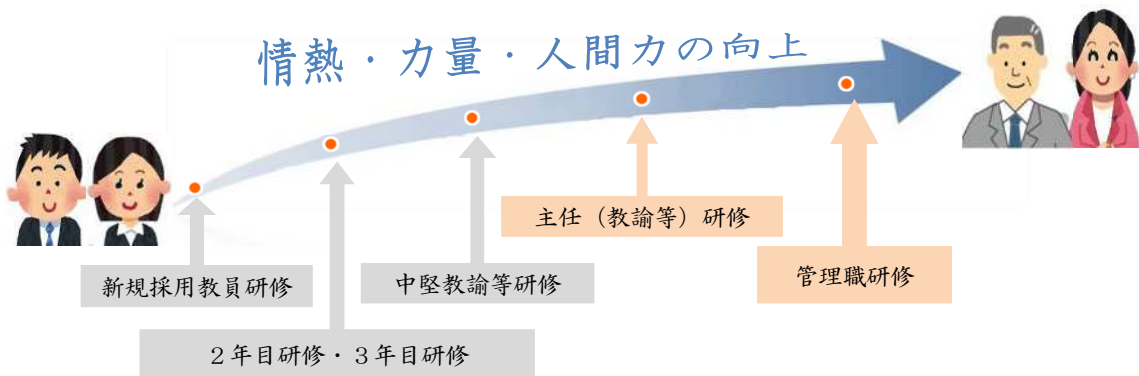 情熱・力量・人間力の向上
主任（教諭等）研修
新規採用教員研修
中堅教諭等研修
管理職研修
２年目研修・３年目研修